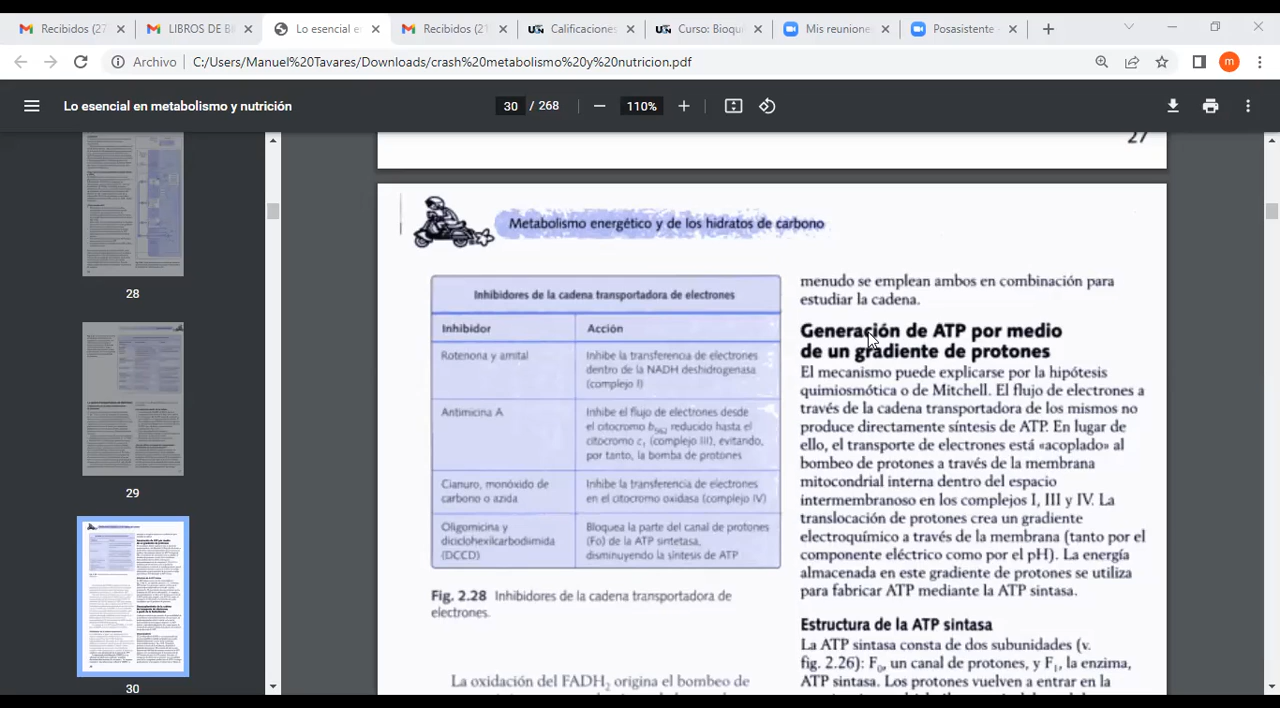 Recibidos (27
LIBROS DE B
Lo esencial e
Recibidos (21
Calificaciones
Curso: Bioqu
Mis reunione
Posasistente -
Archivo
C:/Users/Manuel%20Tavares/Downloads/crash%20metabolismo%20y%20nutricion.pdf
m
Lo esencial en metabolismo y nutrición
30 / 268
110%
28
29
30
27
Metabolismo energético y de los hidratos de carbono
Inhibidores de la cadena transportadora de electrones
Inhibidor
Acción
Rotenona y amital
Inhibe la transferencia de electrones
dentro de la NADH deshidrogenasa
(complejo I)
Antimicina A
Inhibe el flujo de electrones desde
el citocromo b562 reducido hasta el
citocromo c1 (complejo III), evitando,
por tanto, la bomba de protones
Cianuro, monóxido de
carbono o azida
Inhibe la transferencia de electrones
en el citocromo oxidasa (complejo IV)
Oligomicina y
diciclohexilcarbodiimida
(DCCD)
Bloquea la parte del canal de protones
(F0) de la ATP sintetasa,
disminuyendo la síntesis de ATP
Fig. 2.28 Inhibidores de la cadena transportadora de
electrones.
La oxidación del FADH2 origina el bombeo de
menudo se emplean ambos en combinación para
estudiar la cadena.
Generación de ATP por medio
de un gradiente de protones
El mecanismo puede explicarse por la hipótesis
quimiosmótica o de Mitchell. El flujo de electrones a
través de la cadena transportadora de los mismos no
produce directamente síntesis de ATP. En lugar de
ello, el transporte de electrones está «acoplado» al
bombeo de protones a través de la membrana
mitocondrial interna dentro del espacio
intermembranoso en los complejos I, III y IV. La
translocación de protones crea un gradiente
electroquímico a través de la membrana (tanto por el
componente eléctrico como por el pH). La energía
almacenada en este gradiente de protones se utiliza
para fabricar ATP mediante la ATP sintasa.
Estructura de la ATP sintasa
La ATP sintasa consta de dos subunidades (v.
fig. 2.26): F0, un canal de protones, y F1, la enzima,
ATP sintasa. Los protones vuelven a entrar en la